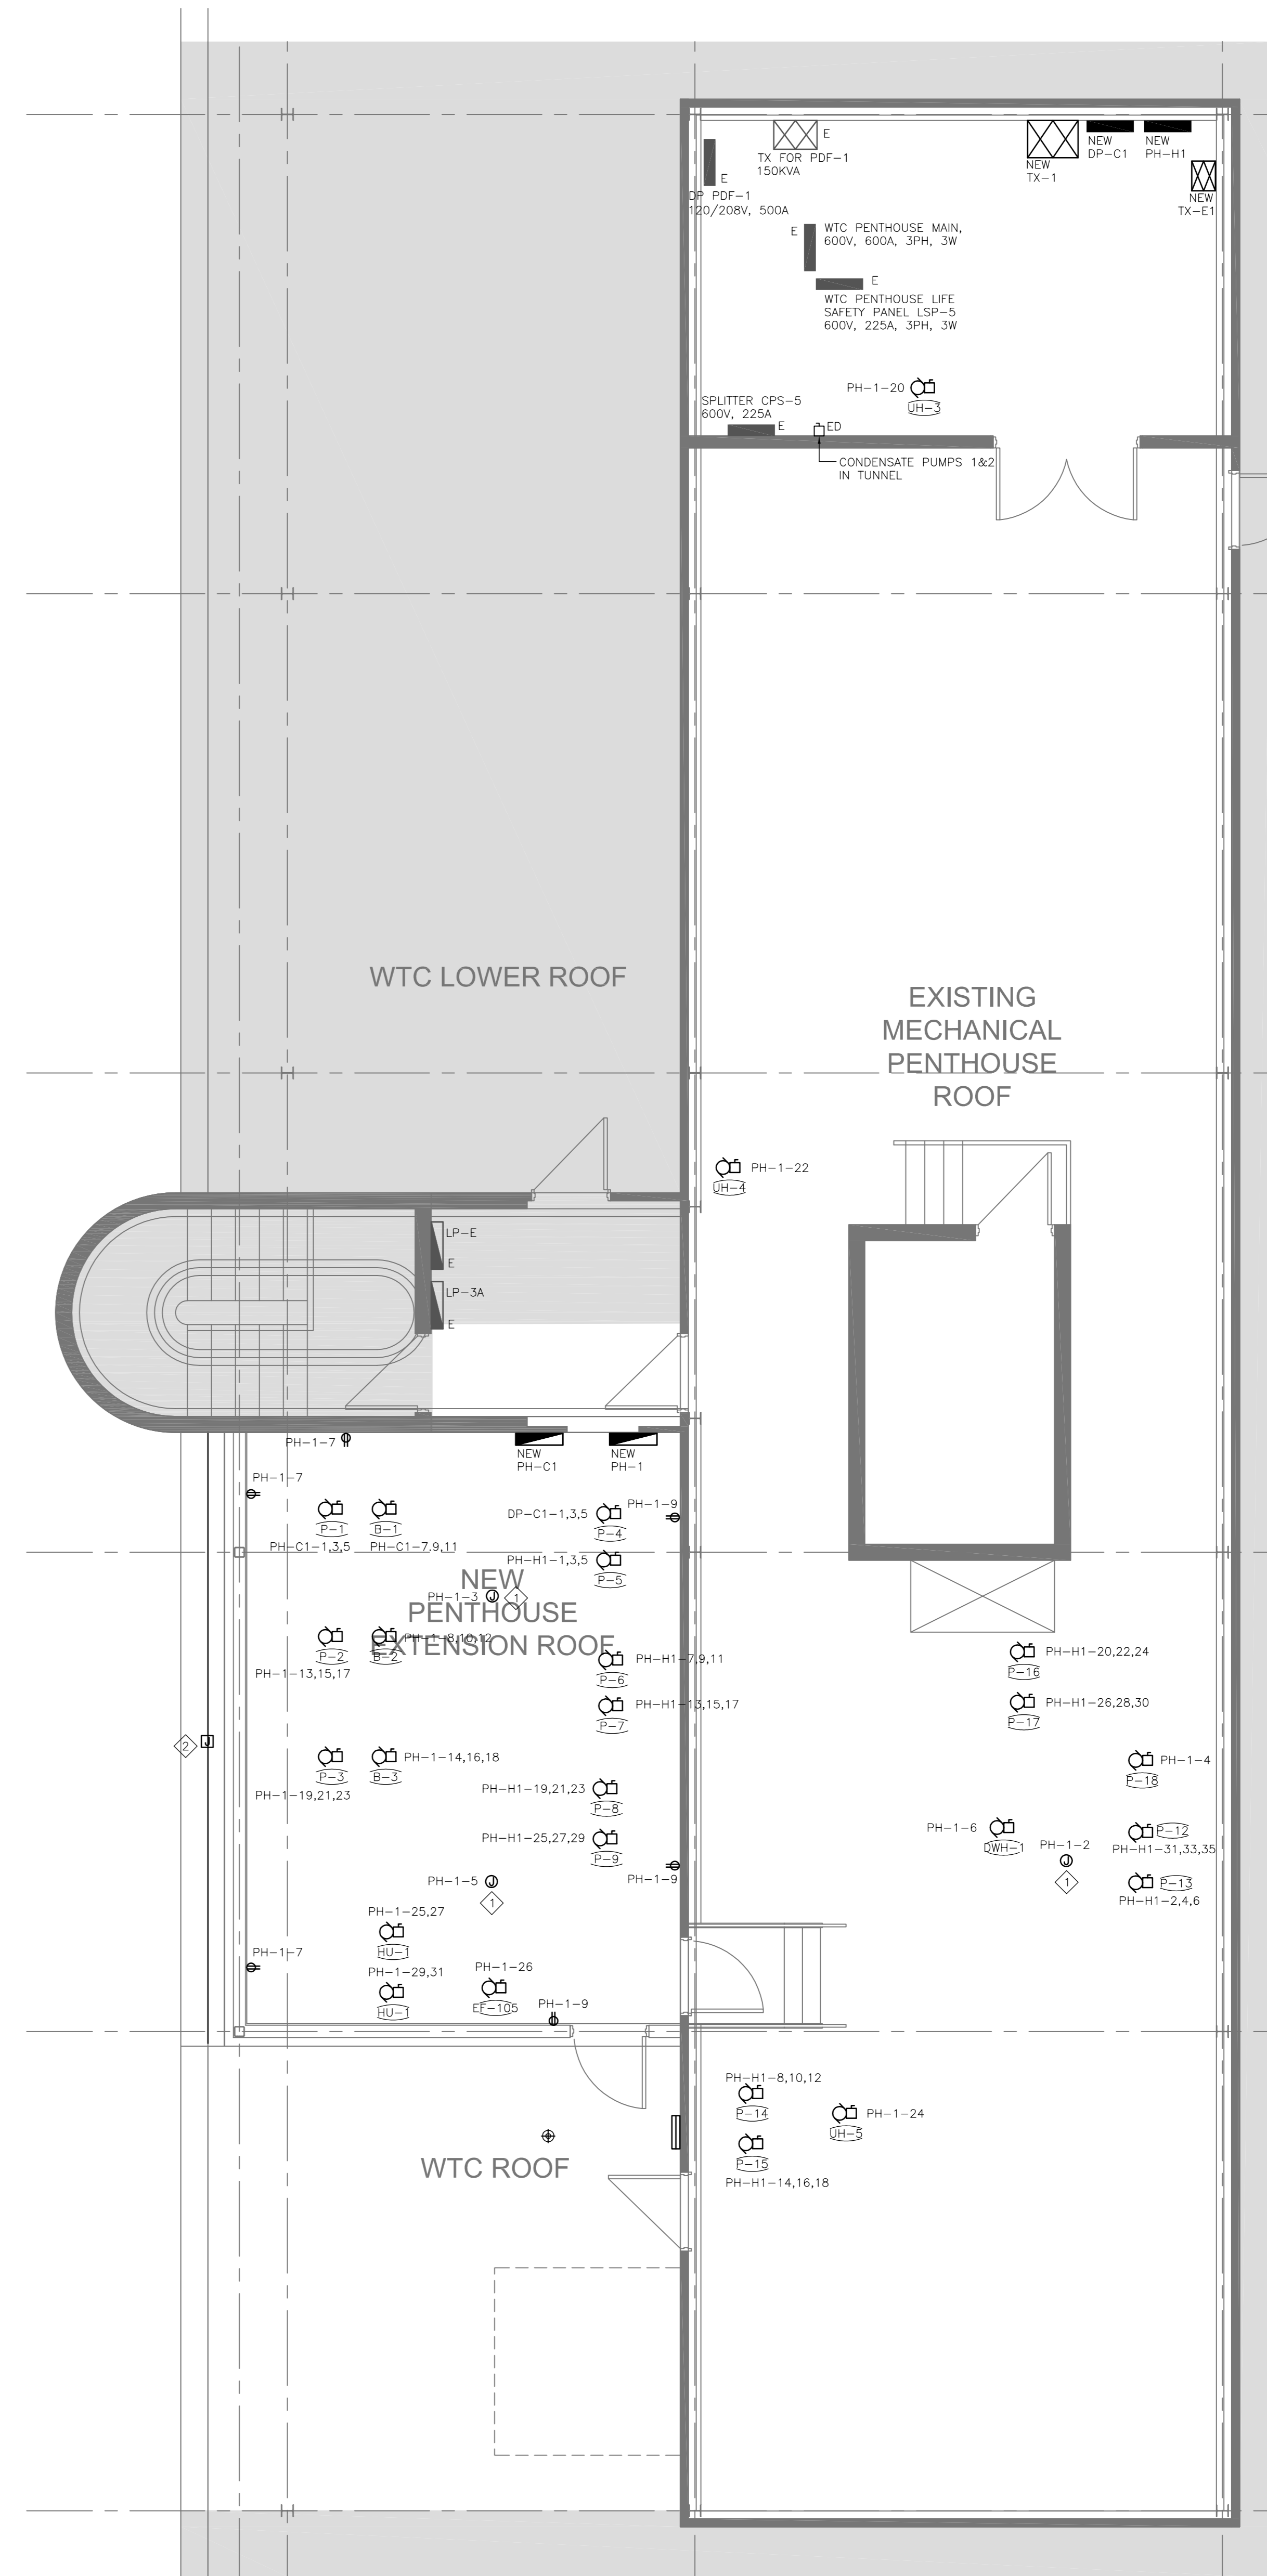 TX FOR PDF-1
150KVA
E
E
DP PDF-1
120/208V, 500A
NEW
TX-1
NEW
DP-C1
NEW
PH-H1
NEW
TX-E1
E
WTC PENTHOUSE MAIN,
600V, 600A, 3PH, 3W
E
WTC PENTHOUSE LIFE
SAFETY PANEL LSP-5
600V, 225A, 3PH, 3W
PH-1-20
UH-3
SPLITTER CPS-5
600V, 225A
E
ED
CONDENSATE PUMPS 1&2
IN TUNNEL
WTC LOWER ROOF
EXISTING
MECHANICAL
PENTHOUSE
ROOF
PH-1-22
UH-4
LP-E
E
LP-3A
E
PH-1-7
NEW
PH-C1
NEW
PH-1
PH-1-7
P-1
PH-C1-1,3,5
B-1
PH-C1-7,9,11
DP-C1-1,3,5
P-4
PH-1-9
PH-H1-1,3,5
P-5
PH-1-3
J
1
NEW
PENTHOUSE
EXTENSION ROOF
P-2
PH-1-13,15,17
B-2
PH-1-8,10,12
PH-H1-7,9,11
P-6
PH-H1-13,15,17
P-7
P-16
PH-H1-20,22,24
P-17
PH-H1-26,28,30
2
J
P-3
PH-1-19,21,23
B-3
PH-1-14,16,18
PH-H1-19,21,23
P-8
PH-H1-25,27,29
P-9
PH-1-9
P-18
PH-1-4
PH-1-6
DWH-1
PH-1-2
J
1
P-12
PH-H1-31,33,35
P-13
PH-H1-2,4,6
PH-1-5
J
1
PH-1-25,27
HU-1
PH-1-7
PH-1-29,31
HU-1
PH-1-26
EF-105
PH-1-9
PH-H1-8,10,12
P-14
UH-5
PH-1-24
P-15
PH-H1-14,16,18
WTC ROOF